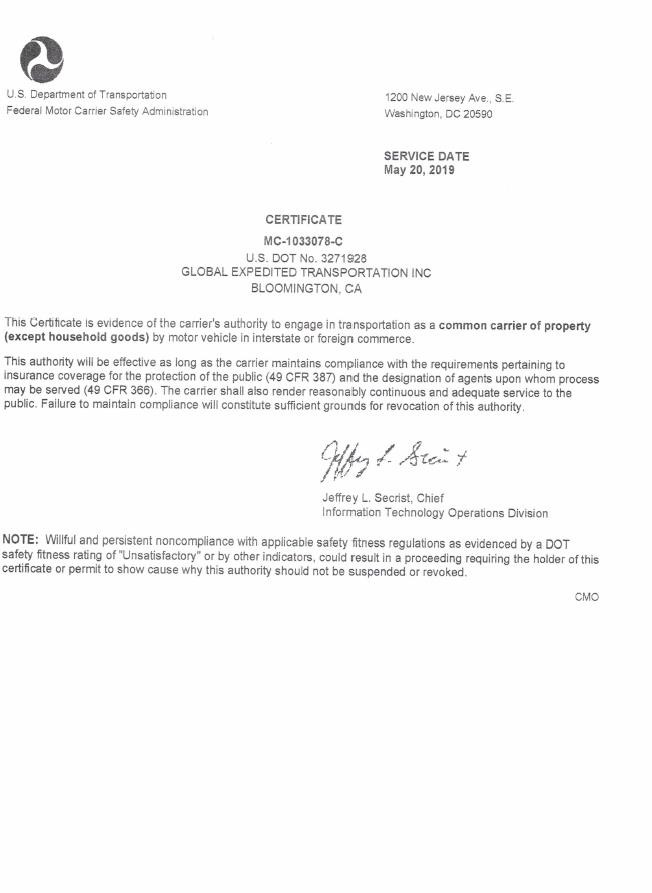 U.S. Department of Transportation
Federal Motor Carrier Safety Administration
1200 New Jersey Ave., S.E.
Washington, DC 20590
SERVICE DATE
May 20, 2019
CERTIFICATE
MC-1033078-C
U.S. DOT No. 3271928
GLOBAL EXPEDITED TRANSPORTATION INC
BLOOMINGTON, CA
This Certificate is evidence of the carrier's authority to engage in transportation as a common carrier of property
(except household goods) by motor vehicle in interstate or foreign commerce.
This authority will be effective as long as the carrier maintains compliance with the requirements pertaining to
insurance coverage for the protection of the public (49 CFR 387) and the designation of agents upon whom process
may be served (49 CFR 366). The carrier shall also render reasonably continuous and adequate service to the
public. Failure to maintain compliance will constitute sufficient grounds for revocation of this authority.
Jeffrey L. Secrist
Jeffrey L. Secrist, Chief
Information Technology Operations Division
NOTE: Willful and persistent noncompliance with applicable safety fitness regulations as evidenced by a DOT
safety fitness rating of "Unsatisfactory" or by other indicators, could result in a proceeding requiring the holder of this
certificate or permit to show cause why this authority should not be suspended or revoked.
CMO